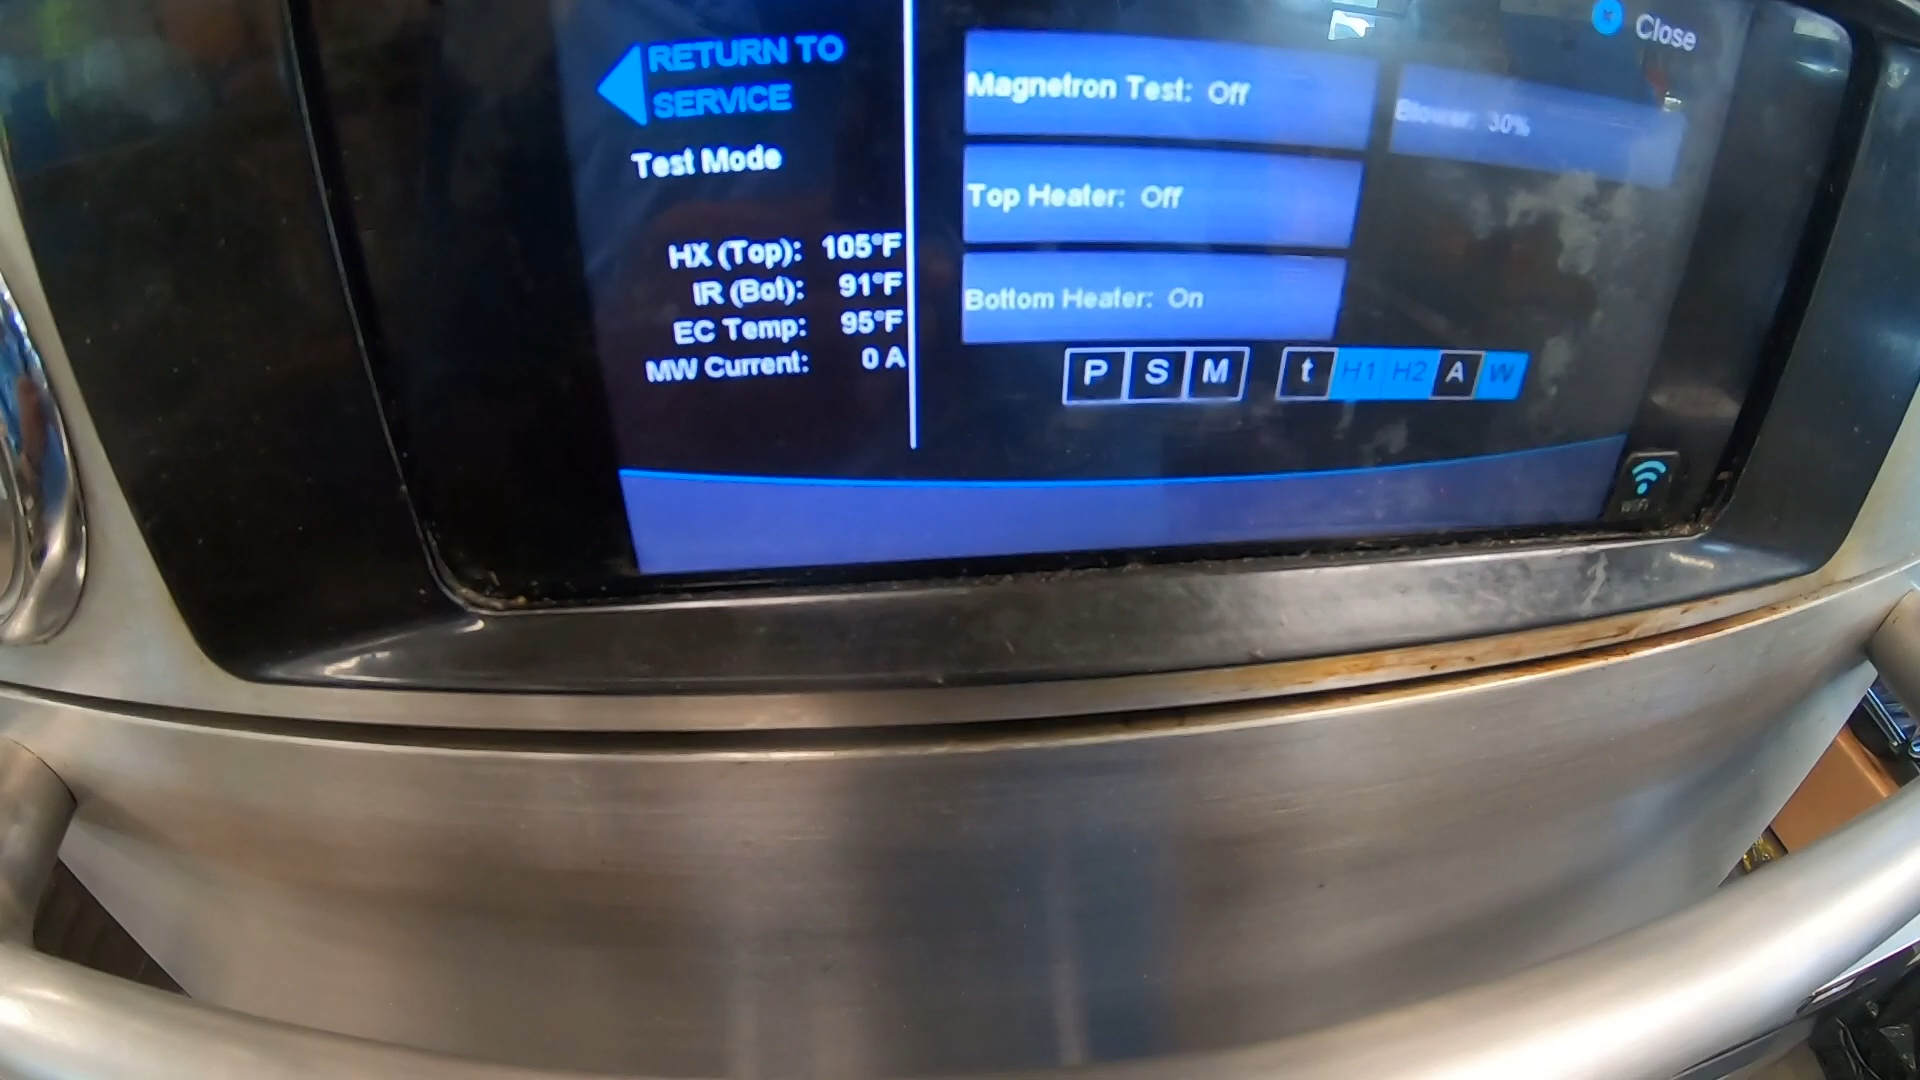 RETURN TO
SERVICE
Test Mode
HX (Top): 105°F
IR (Bot): 91°F
EC Temp: 95°F
MW Current: 0 A
Close
Magnetron Test: Off
Blower: 30%
Top Heater: Off
Bottom Heater: On
P S M t H1 H2 A W
WiFi